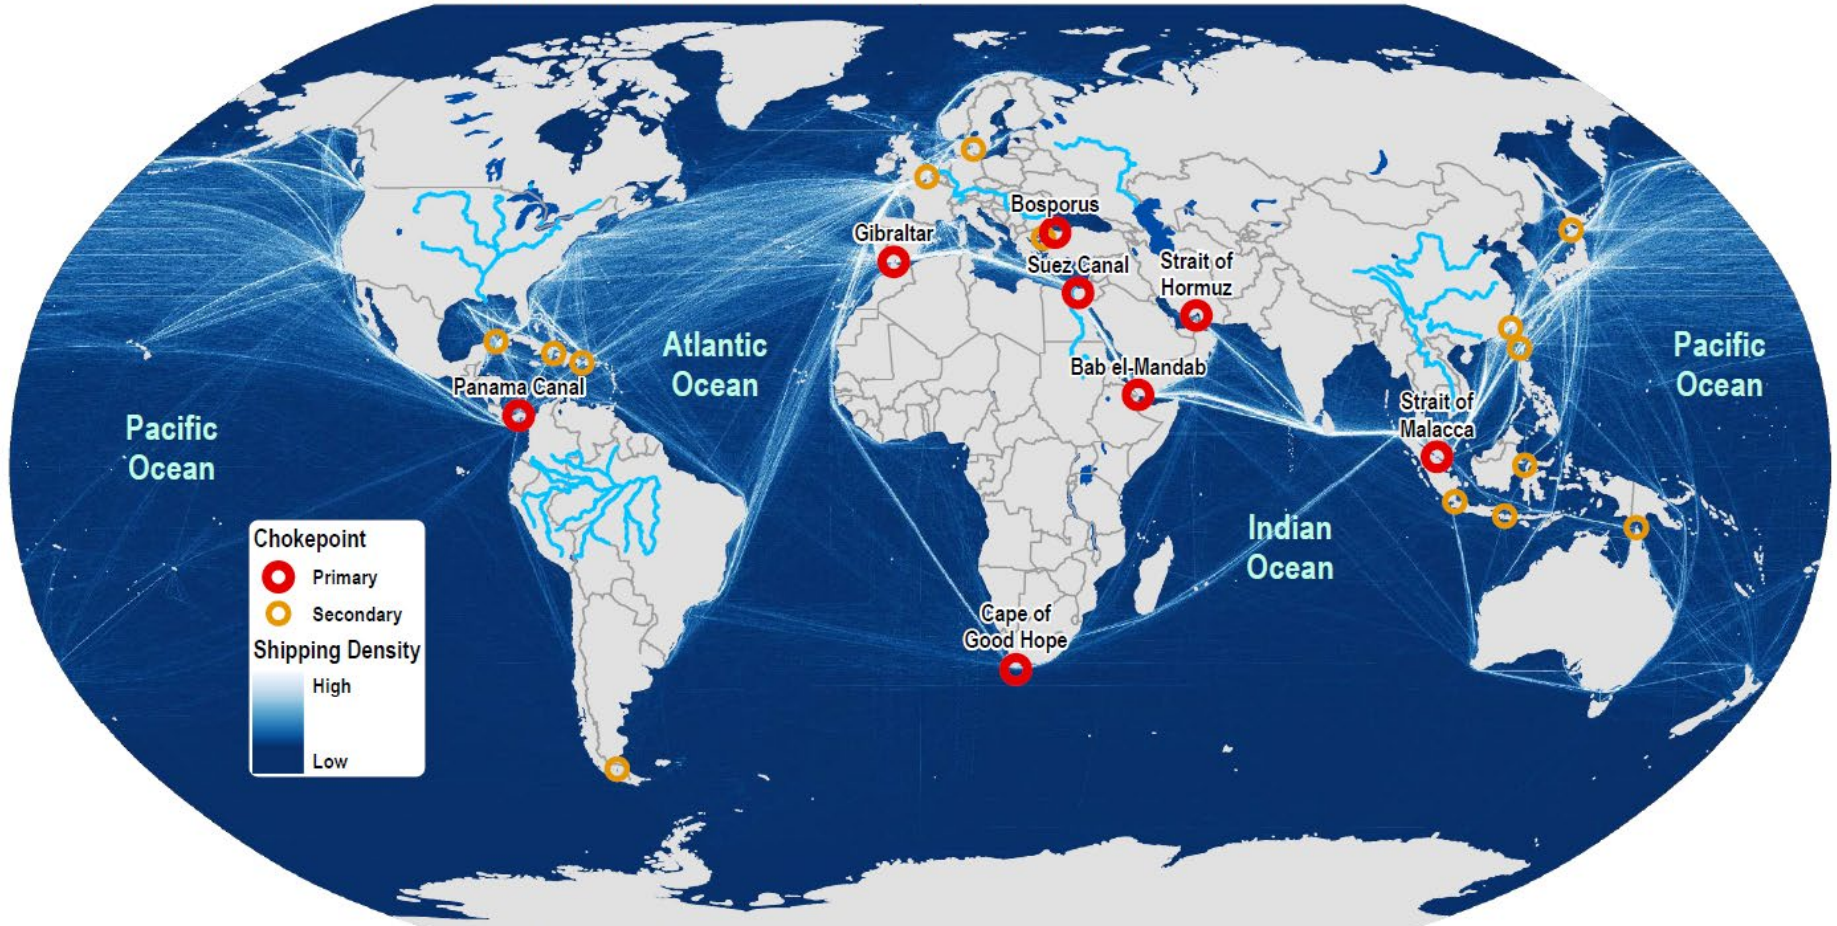 Bosporus
Gibraltar
Suez Canal
Strait of
Hormuz
Atlantic
Ocean
Pacific
Ocean
Bab el-Mandab
Panama Canal
Strait of
Malacca
Pacific
Ocean
Indian
Ocean
Chokepoint
Primary
Secondary
Shipping Density
High
Low
Cape of
Good Hope